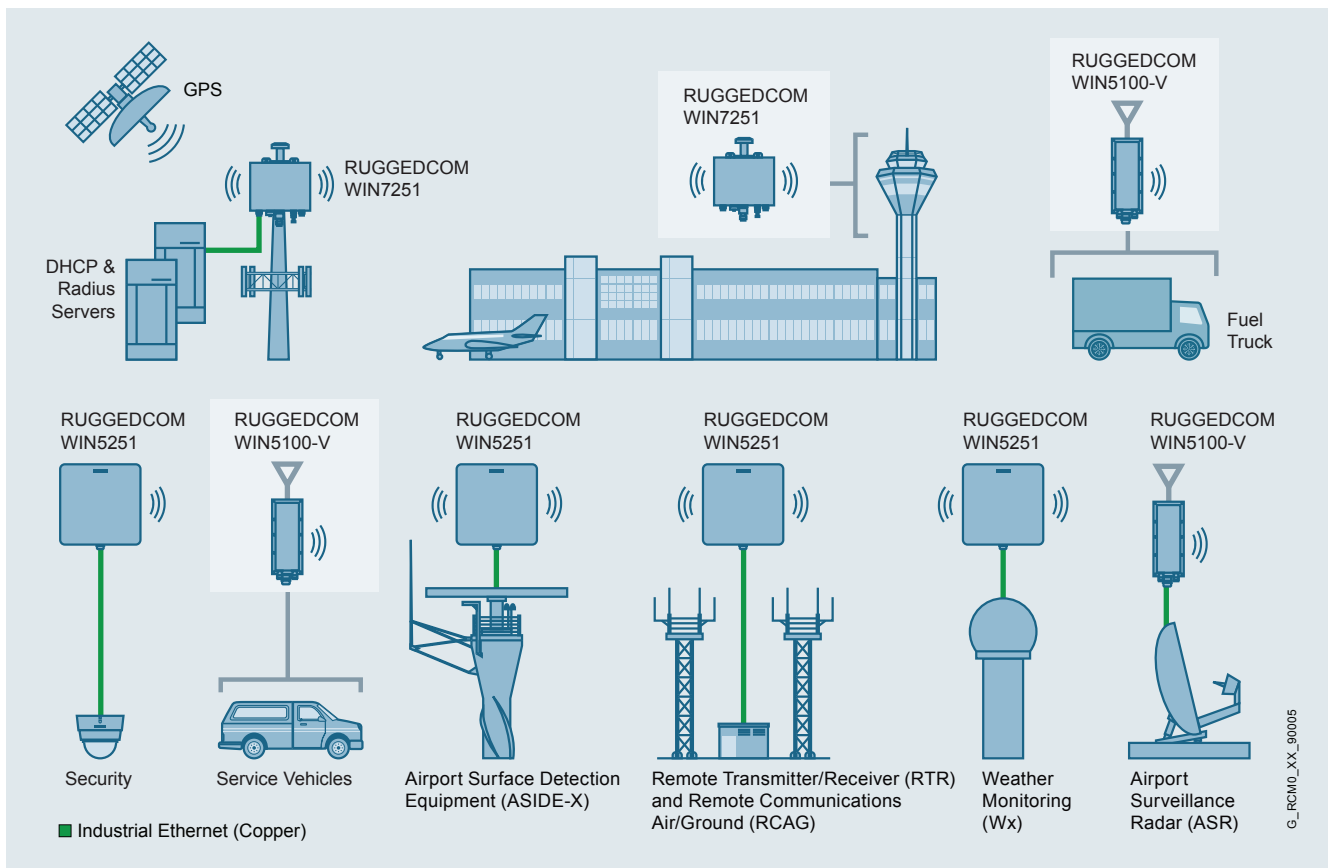 GPS
RUGGEDCOM
WIN7251
DHCP &
Radius
Servers
RUGGEDCOM
WIN7251
RUGGEDCOM
WIN5100-V
Fuel
Truck
RUGGEDCOM
WIN5251
RUGGEDCOM
WIN5100-V
RUGGEDCOM
WIN5251
RUGGEDCOM
WIN5251
RUGGEDCOM
WIN5251
RUGGEDCOM
WIN5100-V
Security
Service Vehicles
Airport Surface Detection
Equipment (ASIDE-X)
Remote Transmitter/Receiver (RTR)
and Remote Communications
Air/Ground (RCAG)
Weather
Monitoring
(Wx)
Airport
Surveillance
Radar (ASR)
Industrial Ethernet (Copper)
G_RCM0_XX_90005